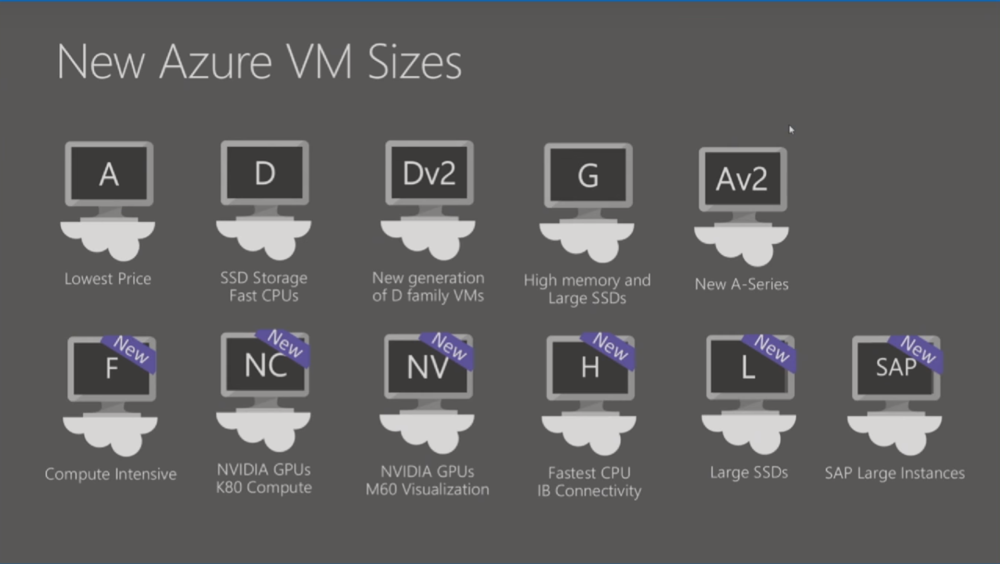 New Azure VM Sizes
A
D
Dv2
G
Av2
Lowest Price
SSD Storage
Fast CPUs
New generation
of D family VMs
High memory and
Large SSDs
New A-Series
New
F
New
NC
New
NV
New
H
New
L
New
SAP
Compute Intensive
NVIDIA GPUs
K80 Compute
NVIDIA GPUs
M60 Visualization
Fastest CPU
IB Connectivity
Large SSDs
SAP Large Instances